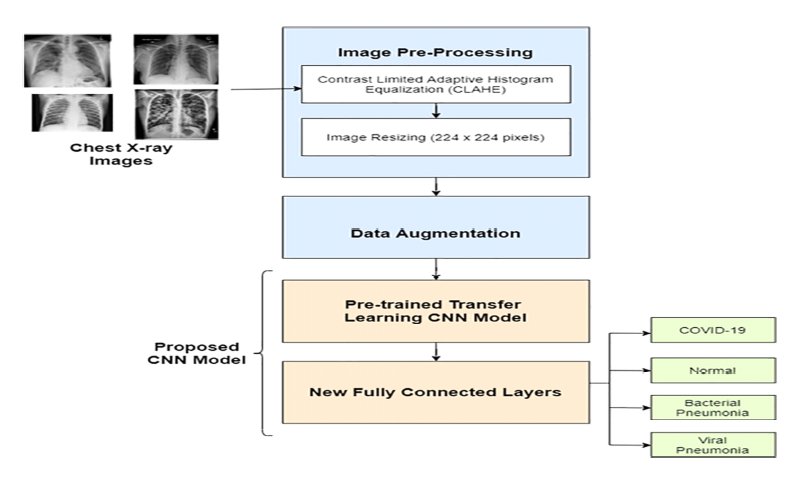 Chest X-ray
Images
Image Pre-Processing
Contrast Limited Adaptive Histogram
Equalization (CLAHE)
Image Resizing (224 x 224 pixels)
Data Augmentation
Proposed
CNN Model
Pre-trained Transfer
Learning CNN Model
New Fully Connected Layers
COVID-19
Normal
Bacterial
Pneumonia
Viral
Pneumonia